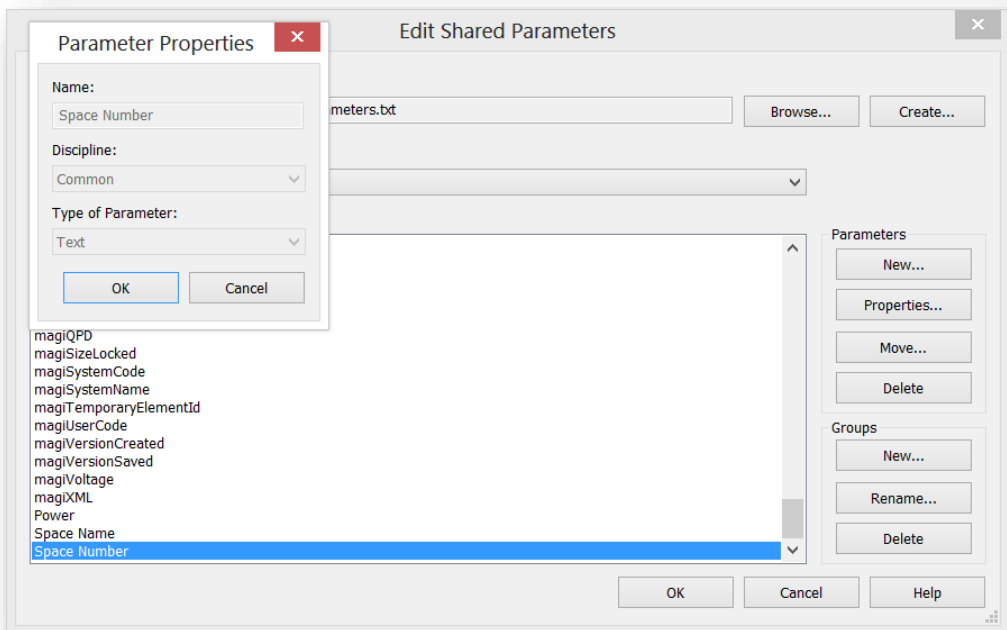 Edit Shared Parameters
Parameter Properties
Name:
Space Number
Discipline:
Common
Type of Parameter:
Text
OK
Cancel
meters.txt
Browse...
Create...
magiQPD
magiSizeLocked
magiSystemCode
magiSystemName
magiTemporaryElementId
magiUserCode
magiVersionCreated
magiVersionSaved
magiVoltage
magiXML
Power
Space Name
Space Number
Parameters
New...
Properties...
Move...
Delete
Groups
New...
Rename...
Delete
OK
Cancel
Help